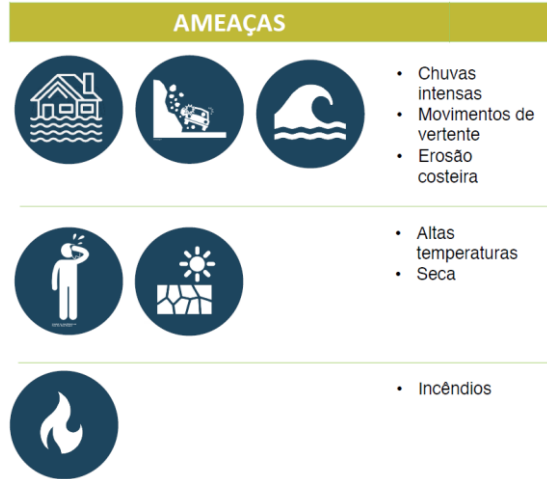 AMEAÇAS
• Chuvas
intensas
• Movimentos de
vertente
• Erosão
costeira
• Altas
temperaturas
• Seca
• Incêndios